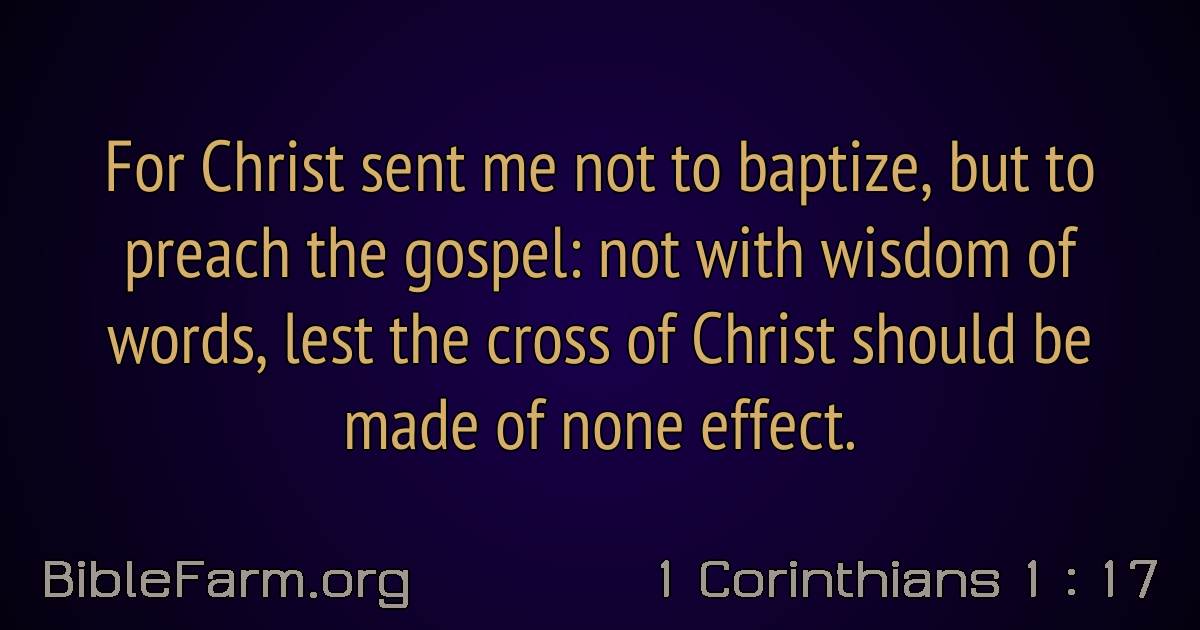 For Christ sent me not to baptize, but to
preach the gospel: not with wisdom of
words, lest the cross of Christ should be
made of none effect.
BibleFarm.org
1 Corinthians 1 : 17